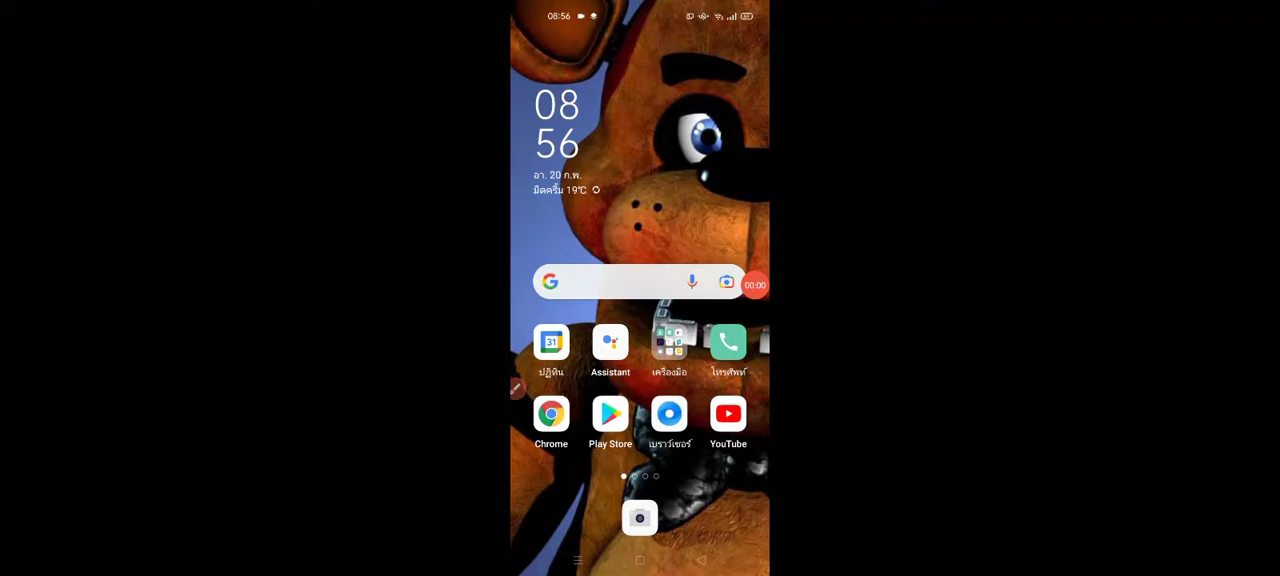 08:56
08
56
อา. 20 ก.พ.
มืดครึ้ม 19°C
G
00:00
31
ปฏิทิน
Assistant
เครื่องมือ
โทรศัพท์
Chrome
Play Store
เบราว์เซอร์
YouTube